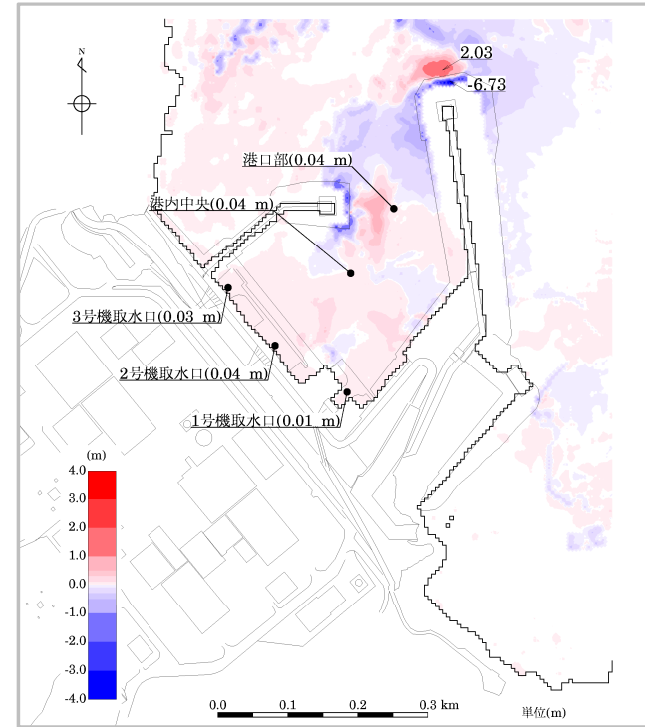 N
2.03
-6.73
港口部(0.04 m)
港内中央(0.04 m)
3号機取水口(0.03 m)
2号機取水口(0.04 m)
1号機取水口(0.01 m)
(m)
4.0
3.0
2.0
1.0
0.0
-1.0
-2.0
-3.0
-4.0
0.0 0.1 0.2 0.3 km
単位(m)